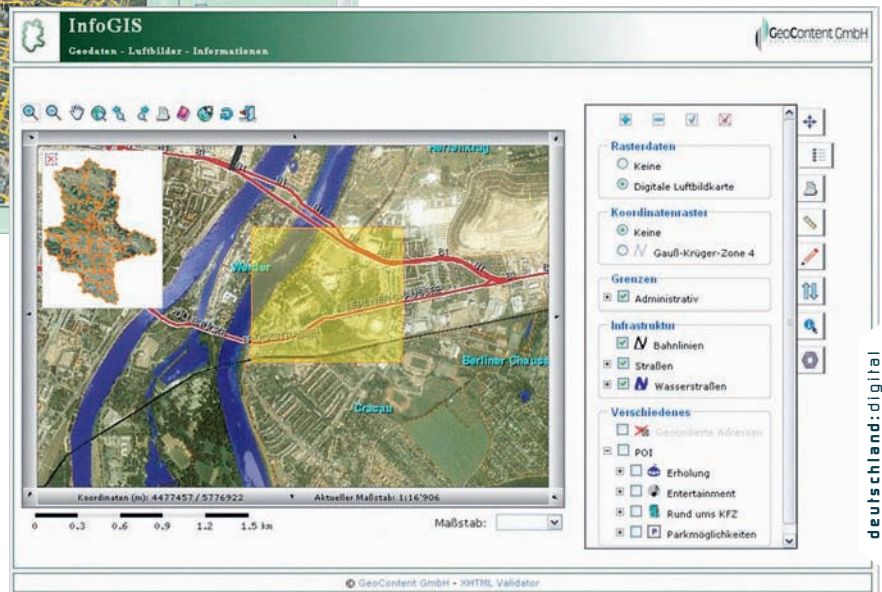 InfoGIS
Geodaten - Luftbilder - Informationen
GeoContent GmbH
Werder
Berliner Chauss
Cracau
B1
B1
Koordinaten (m): 4477457 / 5776922
Aktueller Maßstab: 1:16'906
0 0.3 0.6 0.9 1.2 1.5 km
Maßstab:
Rasterdaten
Keine
Digitale Luftbildkarte
Koordinatenraster
Keine
Gauß-Krüger-Zone 4
Grenzen
Administrativ
Infrastruktur
Bahnlinien
Straßen
Wasserstraßen
Verschiedenes
Geocodierte Adressen
POI
Erholung
Entertainment
Rund ums KFZ
Parkmöglichkeiten
deutschland:digital
© GeoContent GmbH - XHTML Validator